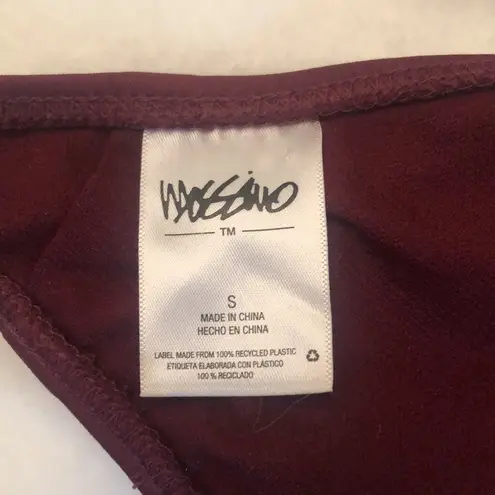 Mossimo
TM
S
MADE IN CHINA
HECHO EN CHINA
LABEL MADE FROM 100% RECYCLED PLASTIC
ETIQUETA ELABORADA CON PLÁSTICO
100% RECICLADO